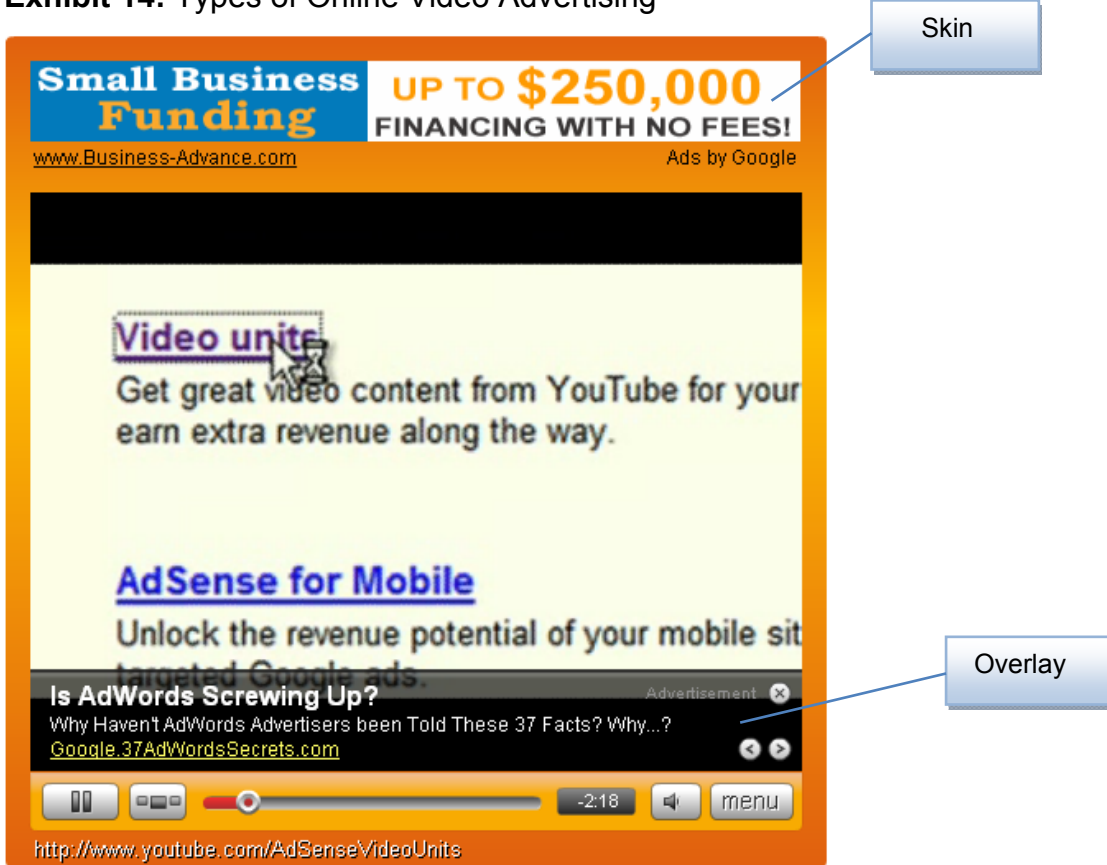 Exhibit 14: Types of Online Video Advertising
Skin
Small Business
Funding
UP TO $250,000
FINANCING WITH NO FEES!
www.Business-Advance.com
Ads by Google
Video units
Get great video content from YouTube for your
earn extra revenue along the way.
AdSense for Mobile
Unlock the revenue potential of your mobile sit
targeted Google ads.
Overlay
Is AdWords Screwing Up?
Advertisement
Why Haven't AdWords Advertisers been Told These 37 Facts? Why...?
Google.37AdWordsSecrets.com
-2:18
menu
http://www.youtube.com/AdSenseVideoUnits